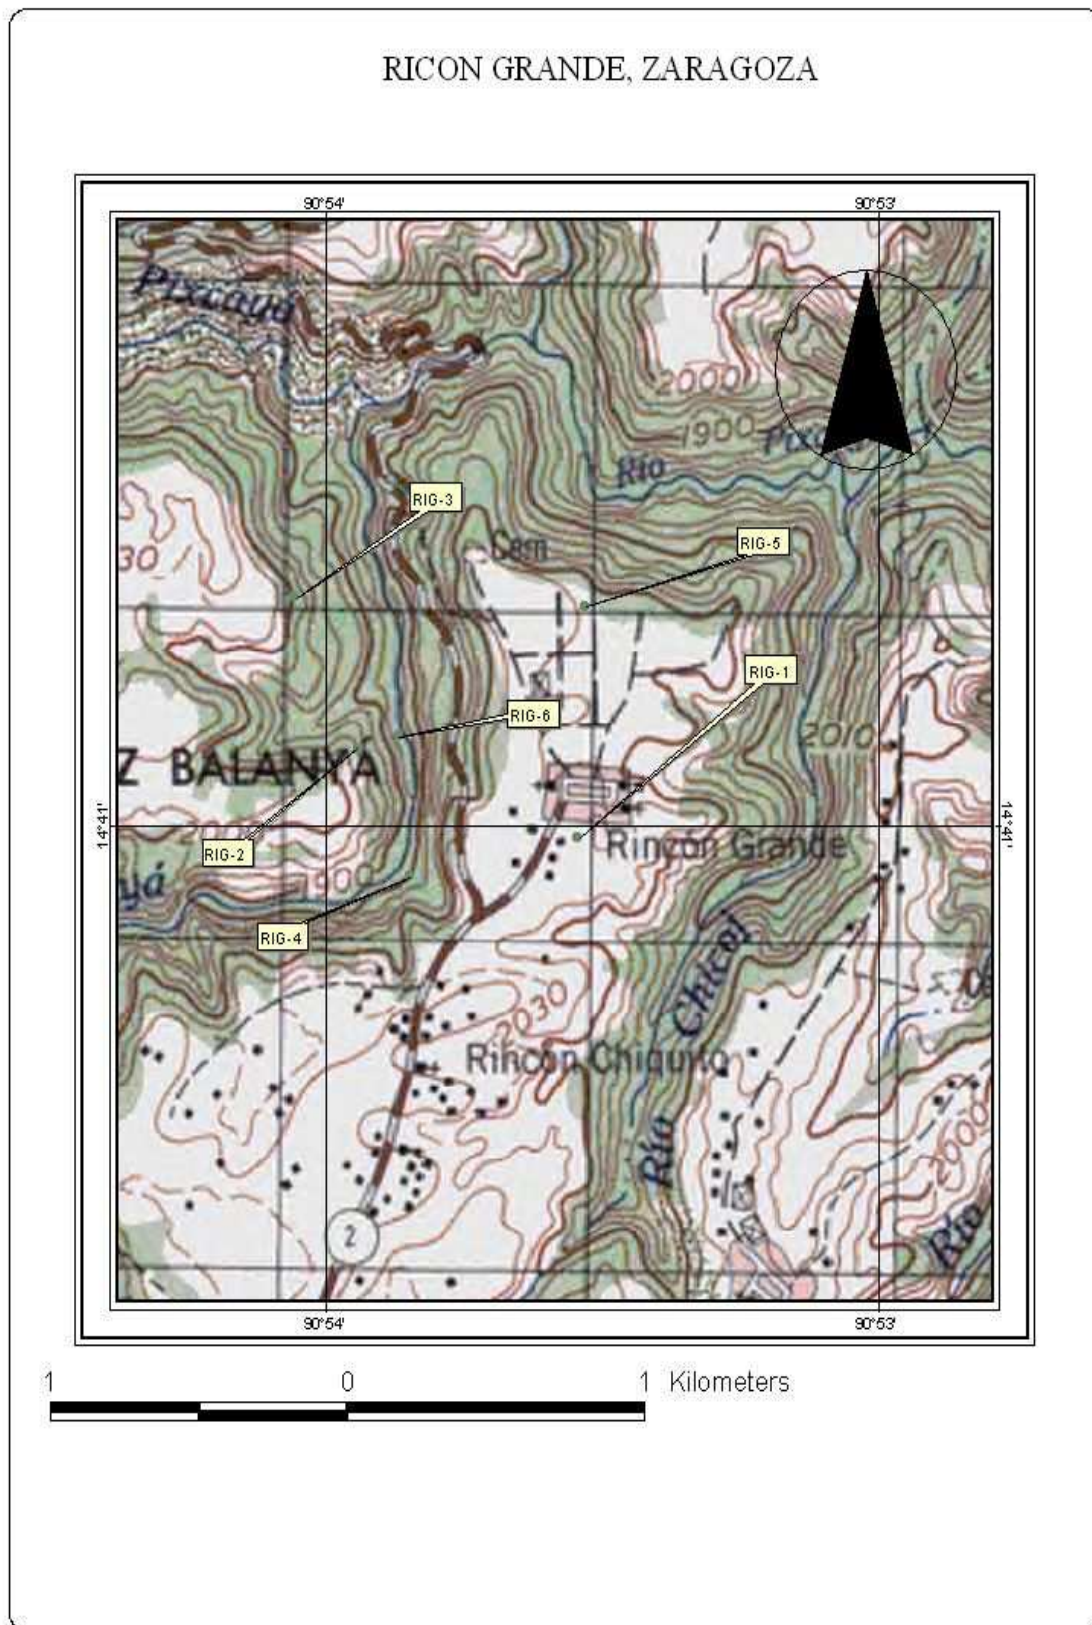 RICON GRANDE, ZARAGOZA
90°54' 90°53'
Pixcayá
2000
1900
Río
RIG-3
Cem
RIG-5
30
RIG-1
RIG-6
2010
Z BALANYÁ
14°41' 14°41'
Rincón Grande
RIG-2
yá
1900
RIG-4
Chicol
2030
Rincón Chiquito
Río
2000
2
Río
90°54' 90°53'
1 0 1 Kilometers